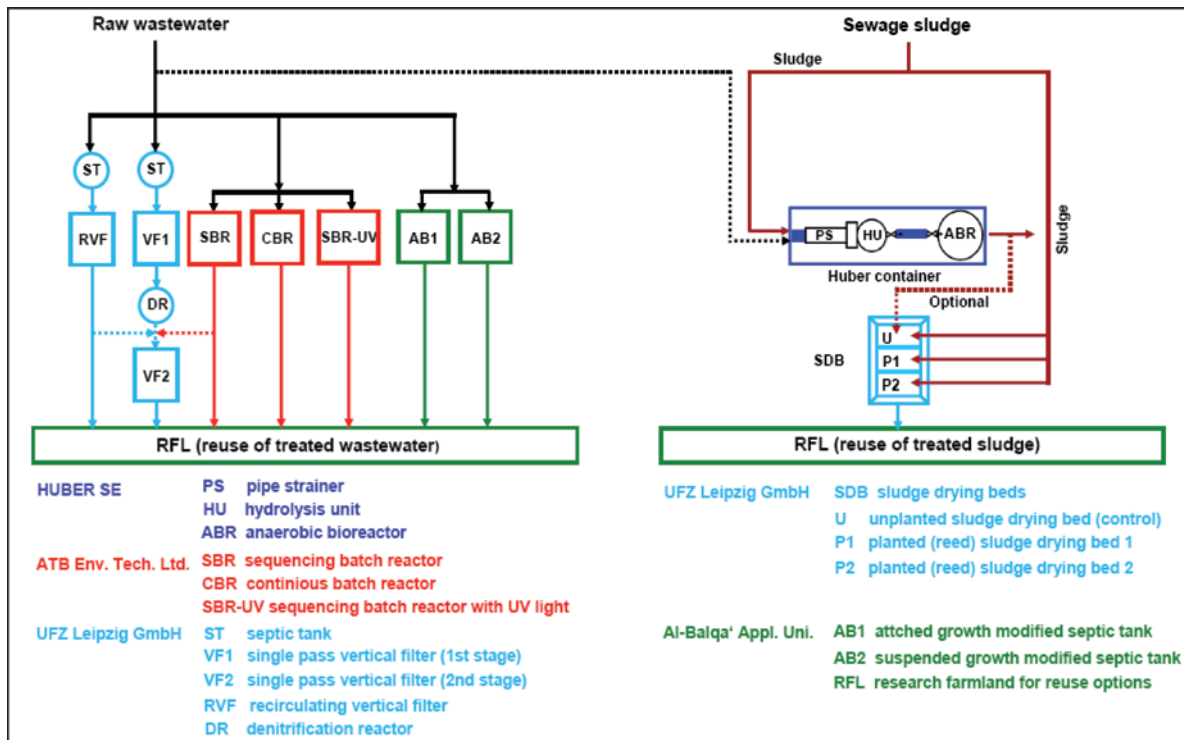 Raw wastewater
Sewage sludge
Sludge
ST
ST
RVF
VF1
SBR
CBR
SBR-UV
AB1
AB2
PS
HU
ABR
Sludge
Huber container
Optional
DR
VF2
SDB
U
P1
P2
RFL (reuse of treated wastewater)
RFL (reuse of treated sludge)
HUBER SE
PS pipe strainer
HU hydrolysis unit
ABR anaerobic bioreactor
ATB Env. Tech. Ltd.
SBR sequencing batch reactor
CBR continious batch reactor
SBR-UV sequencing batch reactor with UV light
UFZ Leipzig GmbH
ST septic tank
VF1 single pass vertical filter (1st stage)
VF2 single pass vertical filter (2nd stage)
RVF recirculating vertical filter
DR denitrification reactor
UFZ Leipzig GmbH
SDB sludge drying beds
U unplanted sludge drying bed (control)
P1 planted (reed) sludge drying bed 1
P2 planted (reed) sludge drying bed 2
Al-Balqa' Appl. Uni.
AB1 attched growth modified septic tank
AB2 suspended growth modified septic tank
RFL research farmland for reuse options